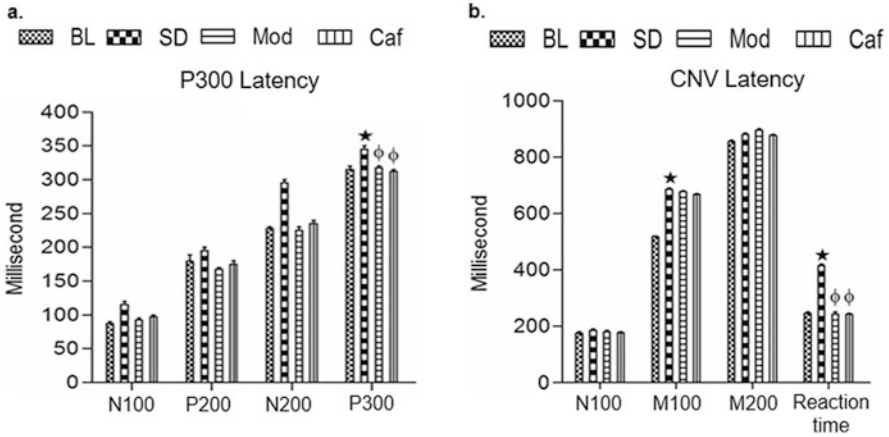 a.
BL SD Mod Caf
P300 Latency
Millisecond
400
350
300
250
200
150
100
50
0
★
ϕ ϕ
N100 P200 N200 P300
b.
BL SD Mod Caf
CNV Latency
Millisecond
1000
800
600
400
200
0
★
★
ϕ ϕ
N100 M100 M200 Reaction
time